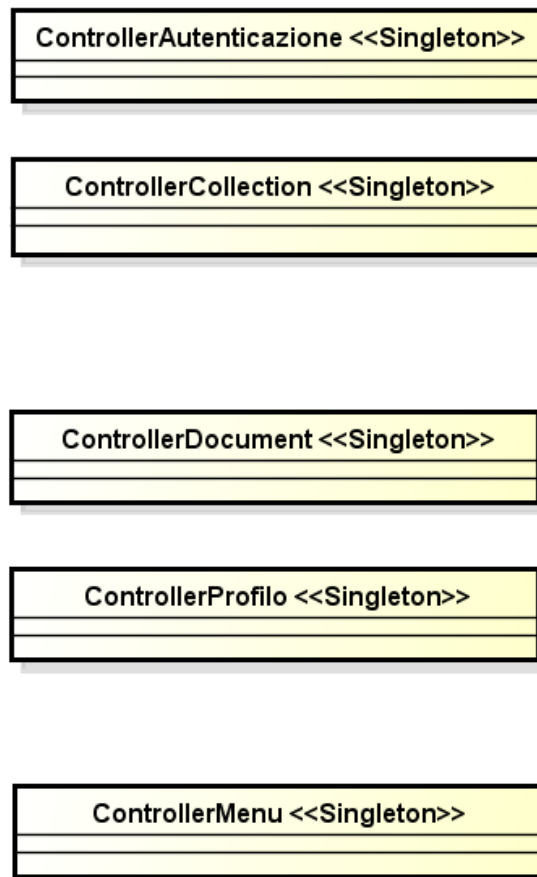 ControllerAutenticazione <<Singleton>>
ControllerCollection <<Singleton>>
ControllerDocument <<Singleton>>
ControllerProfilo <<Singleton>>
ControllerMenu <<Singleton>>